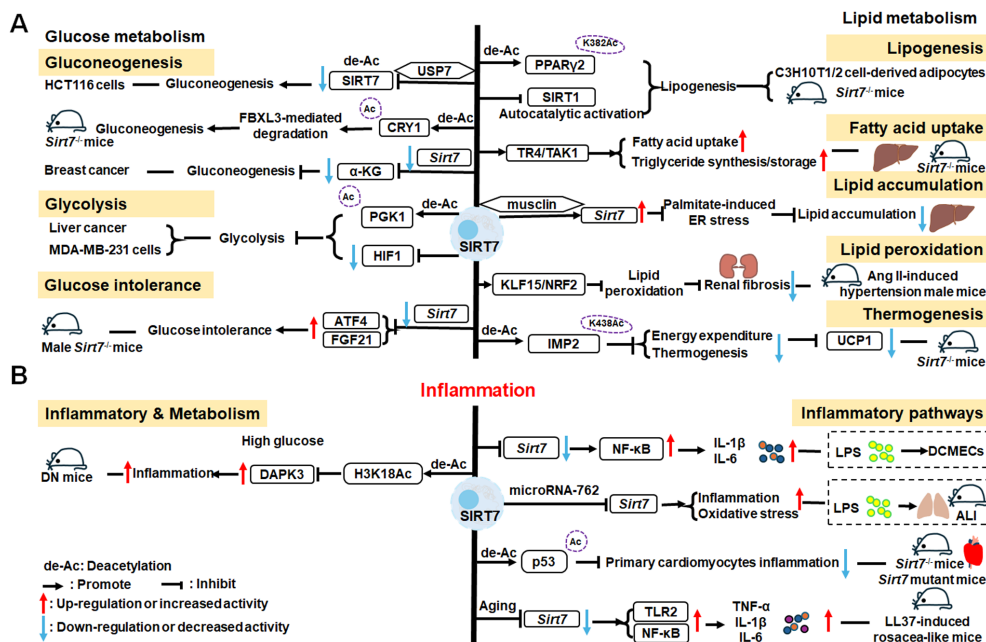 A
Glucose metabolism
Gluconeogenesis
HCT116 cells
Gluconeogenesis
de-Ac
SIRT7
USP7
Sirt7-/- mice
Gluconeogenesis
FBXL3-mediated
degradation
Ac
CRY1
de-Ac
Breast cancer
Gluconeogenesis
α-KG
Sirt7
Glycolysis
Liver cancer
MDA-MB-231 cells
Glycolysis
Ac
PGK1
de-Ac
HIF1
SIRT7
Glucose intolerance
Male Sirt7-/- mice
Glucose intolerance
ATF4
FGF21
Sirt7
Lipid metabolism
Lipogenesis
de-Ac
K382Ac
PPARγ2
SIRT1
Autocatalytic activation
Lipogenesis
C3H10T1/2 cell-derived adipocytes
Sirt7-/- mice
Fatty acid uptake
TR4/TAK1
Fatty acid uptake
Triglyceride synthesis/storage
Sirt7-/- mice
Lipid accumulation
musclin
Sirt7
Palmitate-induced
ER stress
Lipid accumulation
Lipid peroxidation
KLF15/NRF2
Lipid
peroxidation
Renal fibrosis
Ang II-induced
hypertension male mice
Thermogenesis
de-Ac
K438Ac
IMP2
Energy expenditure
Thermogenesis
UCP1
Sirt7-/- mice
B
Inflammation
Inflammatory & Metabolism
DN mice
Inflammation
High glucose
DAPK3
H3K18Ac
de-Ac
SIRT7
Inflammatory pathways
Sirt7
NF-κB
IL-1β
IL-6
LPS
DCMECs
microRNA-762
Sirt7
Inflammation
Oxidative stress
LPS
ALI
de-Ac
Ac
p53
Primary cardiomyocytes inflammation
Sirt7-/- mice
Sirt7 mutant mice
Aging
Sirt7
TLR2
NF-κB
TNF-α
IL-1β
IL-6
LL37-induced
rosacea-like mice
de-Ac: Deacetylation
: Promote
: Inhibit
: Up-regulation or increased activity
: Down-regulation or decreased activity